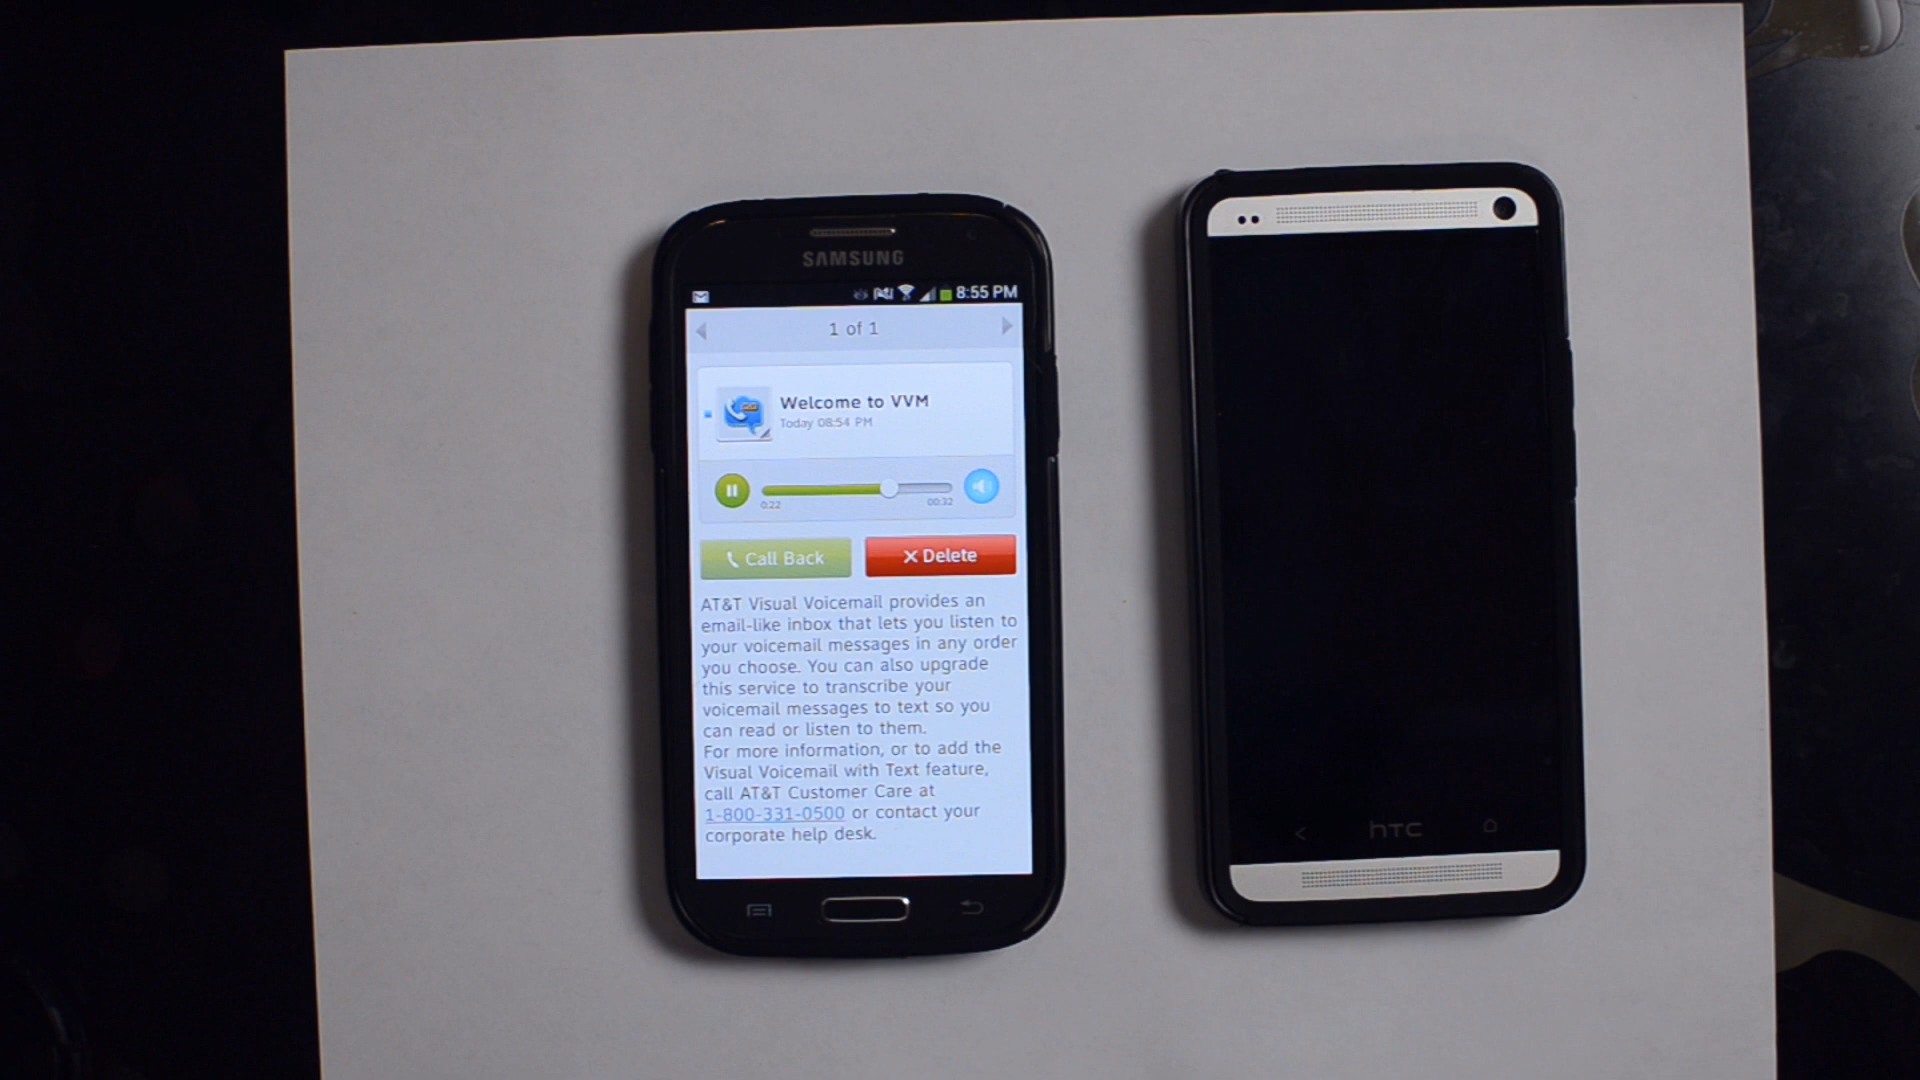 SAMSUNG
8:55 PM
1 of 1
Welcome to VVM
Today 08:54 PM
0:22
00:32
Call Back
Delete
AT&T Visual Voicemail provides an
email-like inbox that lets you listen to
your voicemail messages in any order
you choose. You can also upgrade
this service to transcribe your
voicemail messages to text so you
can read or listen to them.
For more information, or to add the
Visual Voicemail with Text feature,
call AT&T Customer Care at
1-800-331-0500 or contact your
corporate help desk.
hTC